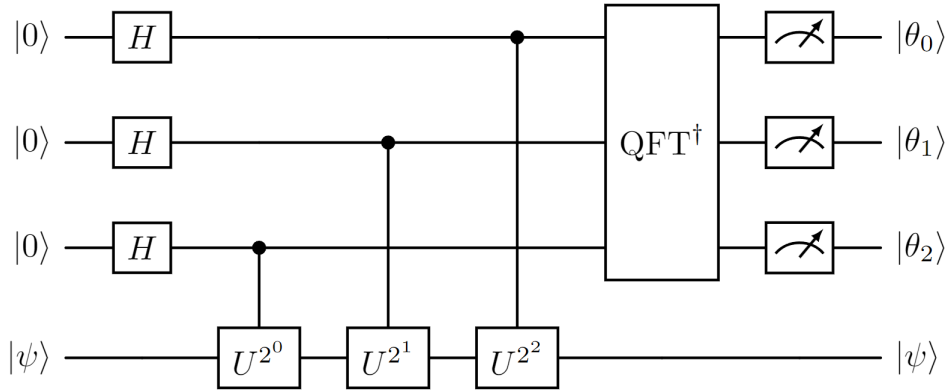 |0⟩ H |θ₀⟩
|0⟩ H QFT† |θ₁⟩
|0⟩ H |θ₂⟩
|ψ⟩ U^{2^0} U^{2^1} U^{2^2} |ψ⟩